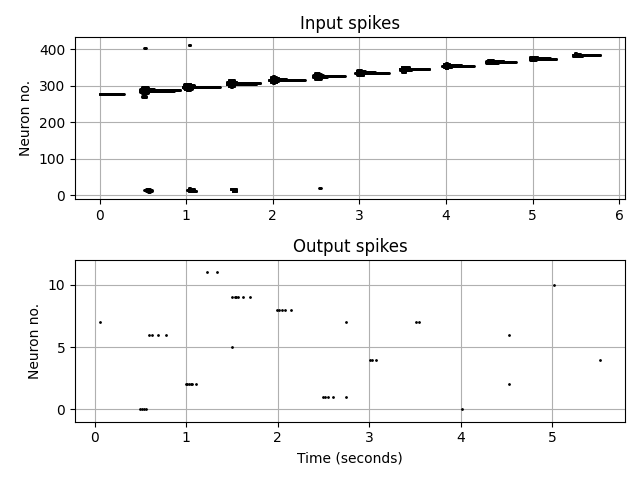 Input spikes
400
300
200
100
0
Neuron no.
0 1 2 3 4 5 6
Output spikes
10
5
0
Neuron no.
0 1 2 3 4 5
Time (seconds)